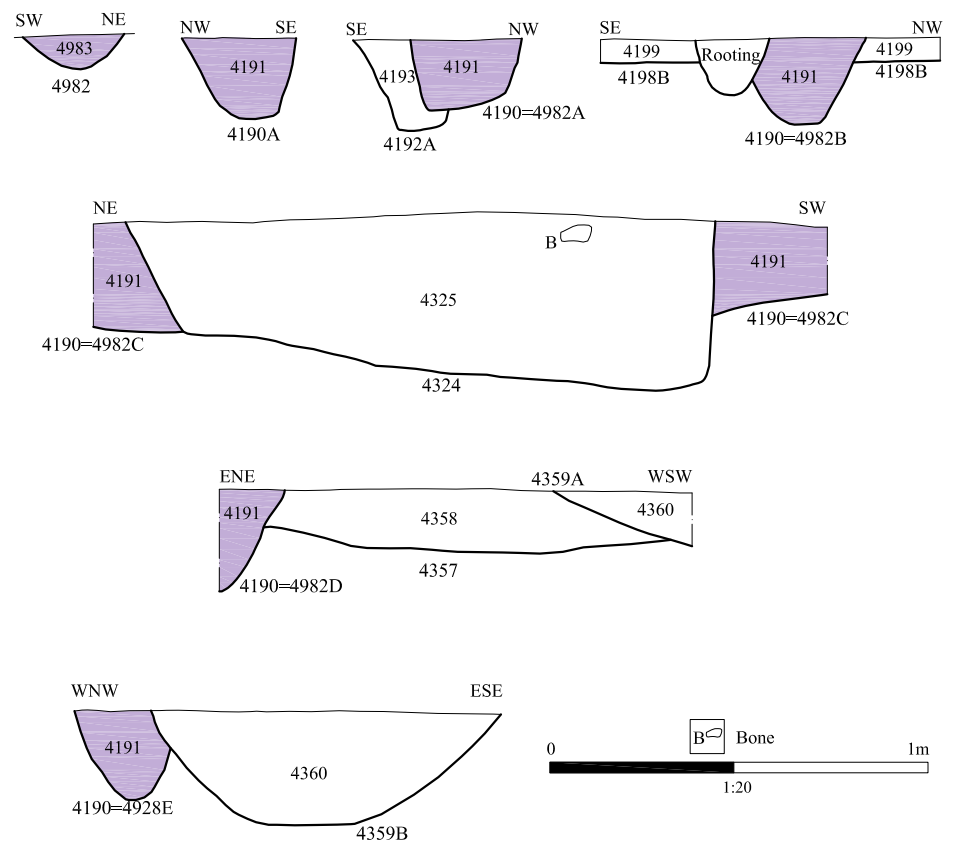 SW NE
4983
4982
NW SE
4191
4190A
SE NW
4193 4191
4190=4982A
4192A
SE NW
4199 Rooting 4199
4198B 4191 4198B
4190=4982B
NE SW
B
4191 4191
4325
4190=4982C 4190=4982C
4324
ENE 4359A WSW
4191 4358 4360
4357
4190=4982D
WNW ESE
4191
4360
4190=4928E
4359B
B Bone
0 1m
1:20